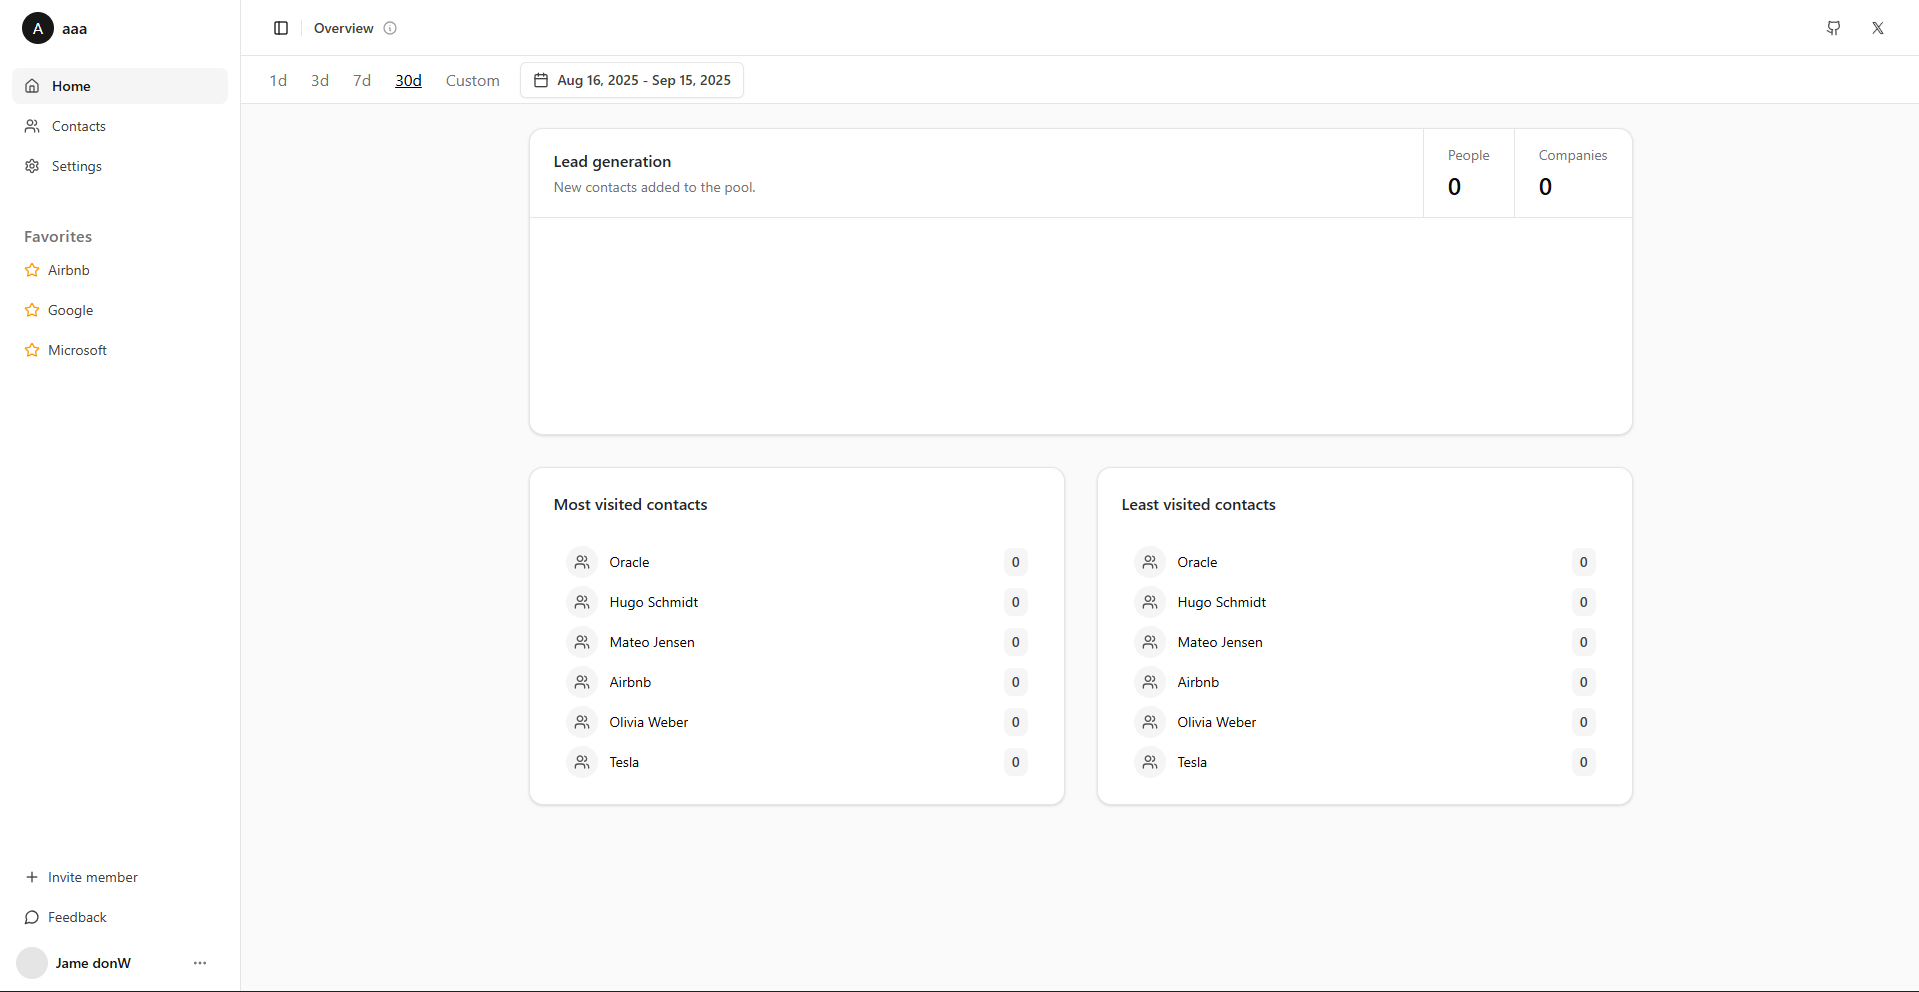 A aaa
Home
Contacts
Settings
Favorites
Airbnb
Google
Microsoft
Invite member
Feedback
Jame donW
Overview
1d 3d 7d 30d Custom Aug 16, 2025 - Sep 15, 2025
Lead generation
New contacts added to the pool.
People
0
Companies
0
Most visited contacts
Oracle 0
Hugo Schmidt 0
Mateo Jensen 0
Airbnb 0
Olivia Weber 0
Tesla 0
Least visited contacts
Oracle 0
Hugo Schmidt 0
Mateo Jensen 0
Airbnb 0
Olivia Weber 0
Tesla 0